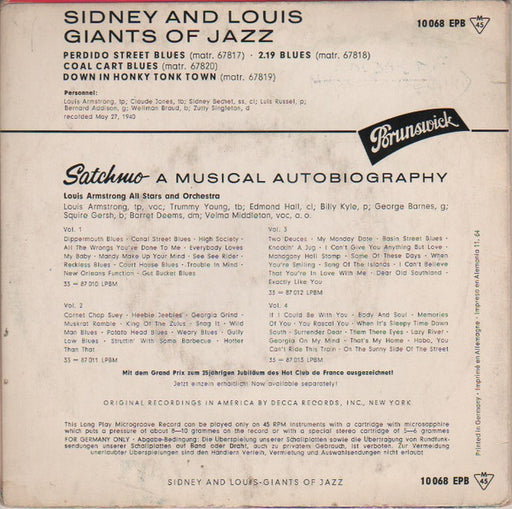 SIDNEY AND LOUIS
GIANTS OF JAZZ
10 068 EPB M 45
PERDIDO STREET BLUES (matr. 67817) · 2.19 BLUES (matr. 67818)
COAL CART BLUES (matr. 67820)
DOWN IN HONKY TONK TOWN (matr. 67819)
Personnel:
Louis Armstrong, tp; Claude Jones, tb; Sidney Bechet, ss, cl; Luis Russel, p;
Bernard Addison, g; Wellman Braud, b; Zutty Singleton, d
recorded May 27, 1940
Brunswick
Satchmo A MUSICAL AUTOBIOGRAPHY
Louis Armstrong All Stars and Orchestra
Louis Armstrong, tp, voc; Trummy Young, tb; Edmond Hall, cl; Billy Kyle, p; George Barnes, g;
Squire Gersh, b; Barret Deems, dm; Velma Middleton, voc, a. o.
Vol. 1
Dippermouth Blues · Canal Street Blues · High Society ·
All The Wrongs You've Done To Me · Everybody Loves
My Baby · Mandy Make Up Your Mind · See See Rider ·
Reckless Blues · Court House Blues · Trouble In Mind ·
New Orleans Function · Gut Bucket Blues
33 — 87 010 LPBM
Vol. 2
Cornet Chop Suey · Heebie Jeebies · Georgia Grind ·
Muskrat Ramble · King Of The Zulus · Snag It · Wild
Man Blues · Potato Head Blues · Weary Blues · Gully
Low Blues · Struttin' With Some Barbecue · Hotter
Than That
33 — 87 011 LPBM
Vol. 3
Two Deuces · My Monday Date · Basin Street Blues ·
Knockin' A Jug · I Can't Give You Anything But Love ·
Mahogany Hall Stomp · Some Of These Days · When
You're Smiling · Song Of The Islands · I Can't Believe
That You're In Love With Me · Dear Old Southland ·
Exactly Like You
33 — 87 012 LPBM
Vol. 4
If I Could Be With You · Body And Soul · Memories
Of You · You Rascal You · When It's Sleepy Time Down
South · Surrender Dear · Them There Eyes · Lazy River ·
Georgia On My Mind · That's My Home · Hobo, You
Can't Ride This Train · On The Sunny Side Of The Street
33 — 87 013 LPBM
Mit dem Grand Prix zum 25jährigen Jubiläum des Hot Club de France ausgezeichnet!
Jetzt einzeln erhältlich! Now available separately!
ORIGINAL RECORDINGS IN AMERICA BY DECCA RECORDS, INC., NEW YORK
This Long Play Microgroove Record can be played only on 45 RPM instruments with a cartridge with microsapphire
which puts a pressure of about 8—10 grammes on the record or with a special stereo cartridge of 5—6 grammes
FOR GERMANY ONLY · Abgabe-Bedingung: Die Überspielung unserer Schallplatten sowie die Übertragung von Rundfunk-
sendungen unserer Schallplatten auf Band oder Draht, auch zu privatem Gebrauch, ist verboten. Zur Vermeidung
unerlaubter Überspielungen sind den Händlern Verleih, Vermietung und Auswahlsendungen nicht erlaubt
SIDNEY AND LOUIS-GIANTS OF JAZZ
10 068 EPB M 45
Printed in Germany · Imprimé en Allemagne · Impreso en Alemania 11. 64